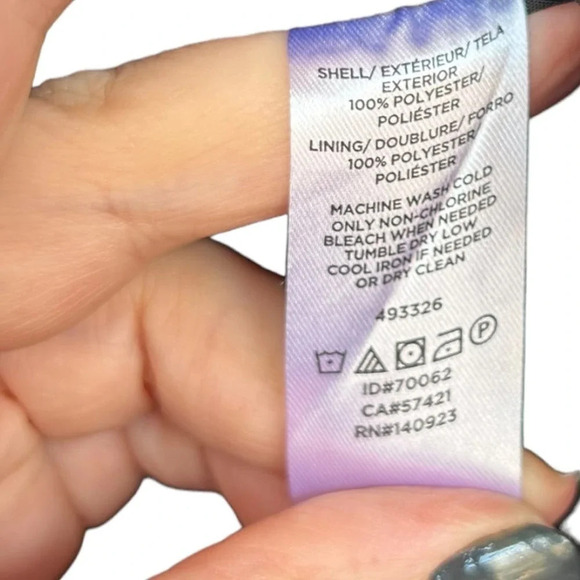 SHELL/ EXTÉRIEUR/ TELA
EXTERIOR
100% POLYESTER/
POLIÉSTER
LINING/ DOUBLURE/ FORRO
100% POLYESTER
POLIÉSTER
MACHINE WASH COLD
ONLY NON-CHLORINE
BLEACH WHEN NEEDED
TUMBLE DRY LOW
COOL IRON IF NEEDED
OR DRY CLEAN
493326
P
ID#70062
CA#57421
RN#140923